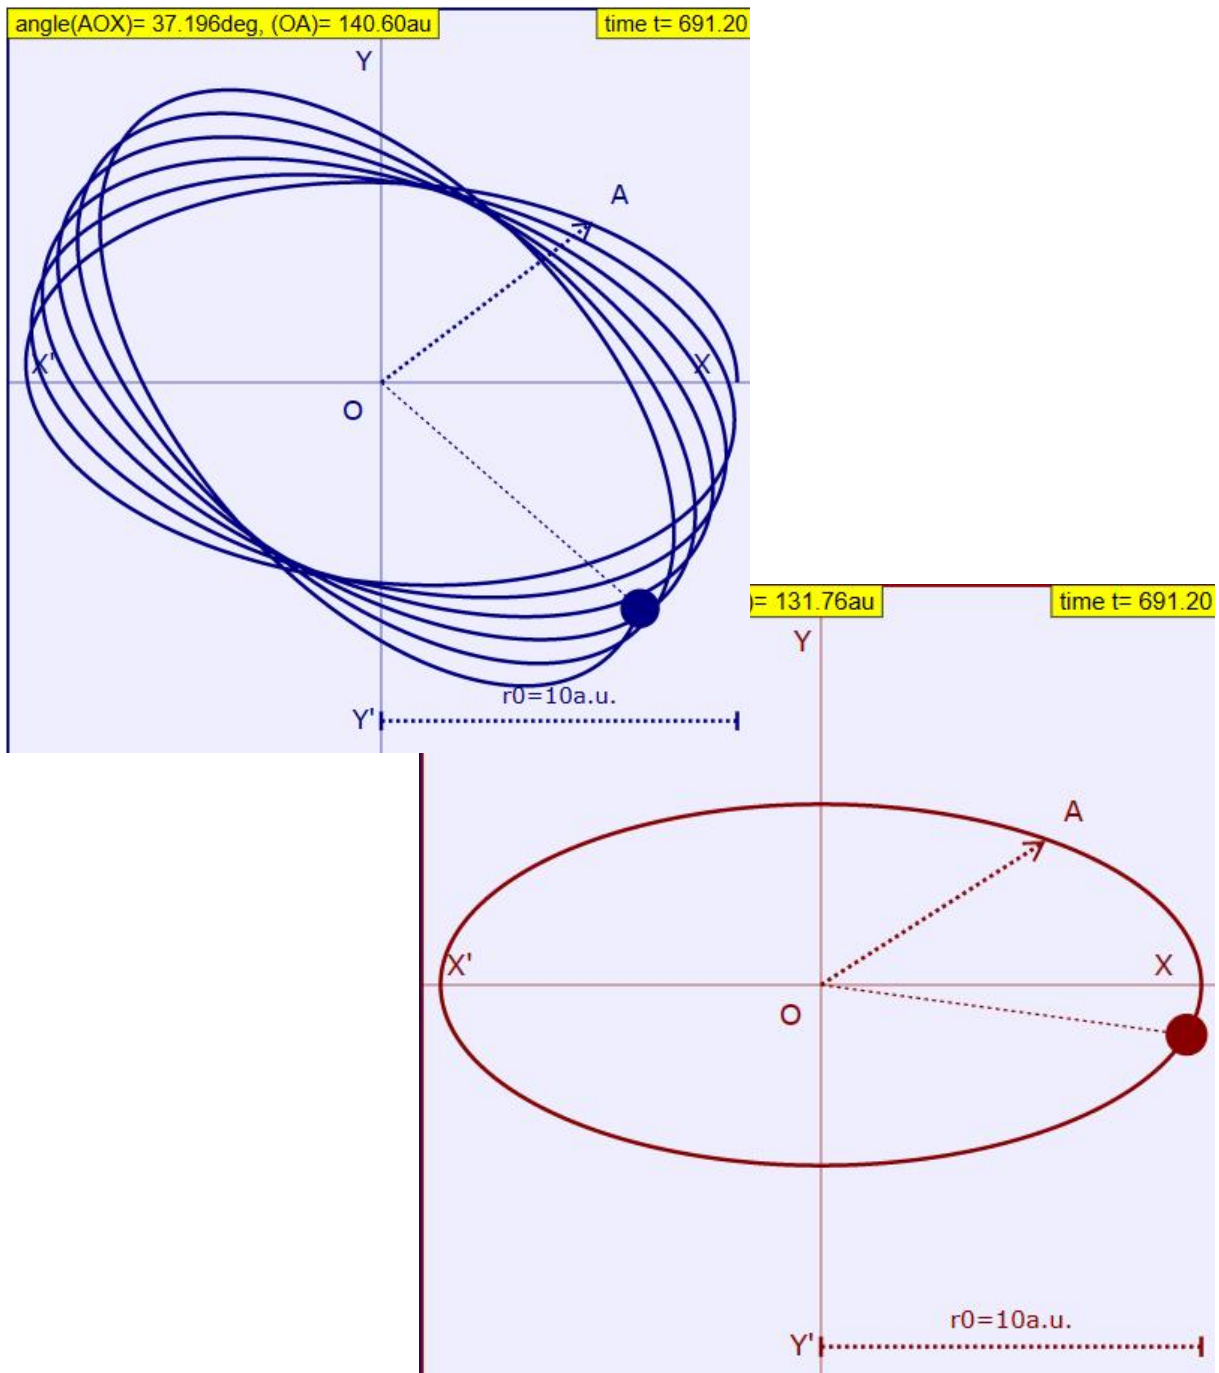 angle(AOX)= 37.196deg, (OA)= 140.60au
time t= 691.20
Y
A
X'
X
O
r0=10a.u.
Y'
)= 131.76au
time t= 691.20
Y
A
X'
X
O
r0=10a.u.
Y'